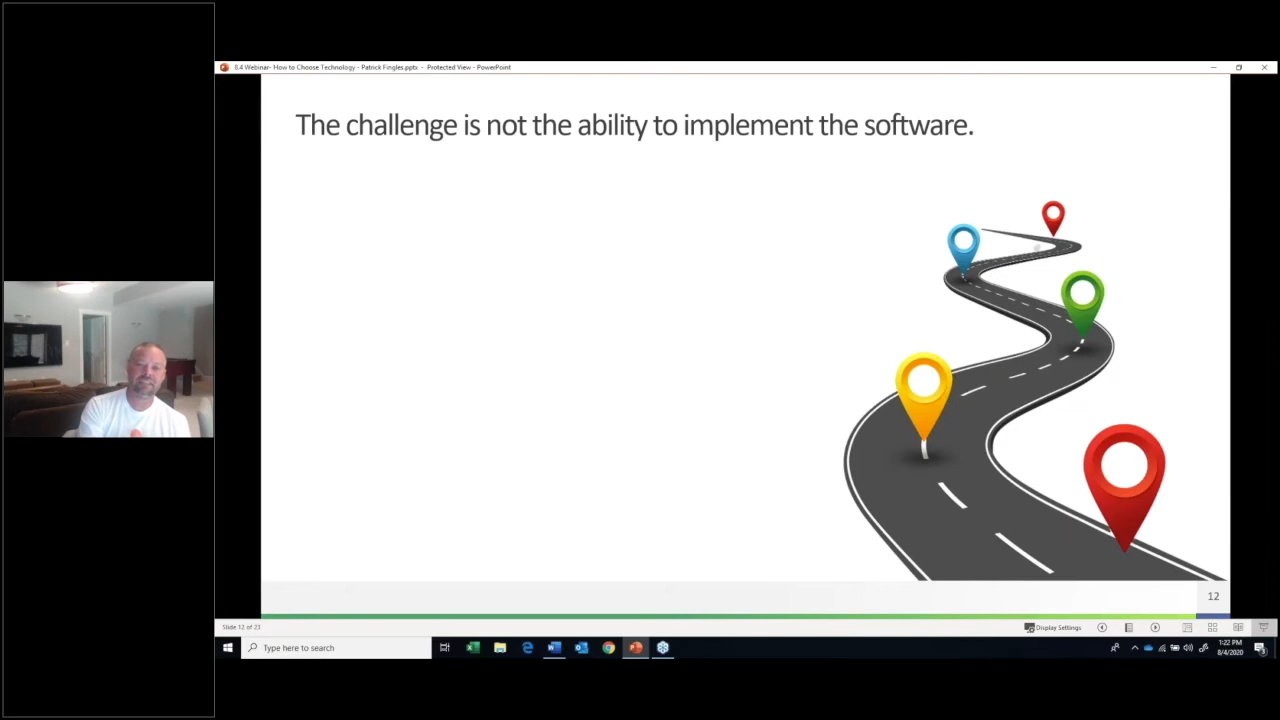 8.4 Webinar- How to Choose Technology - Patrick Fingles.pptx - Protected View - PowerPoint
The challenge is not the ability to implement the software.
12
Slide 12 of 23
Display Settings
Type here to search
1:22 PM
8/4/2020